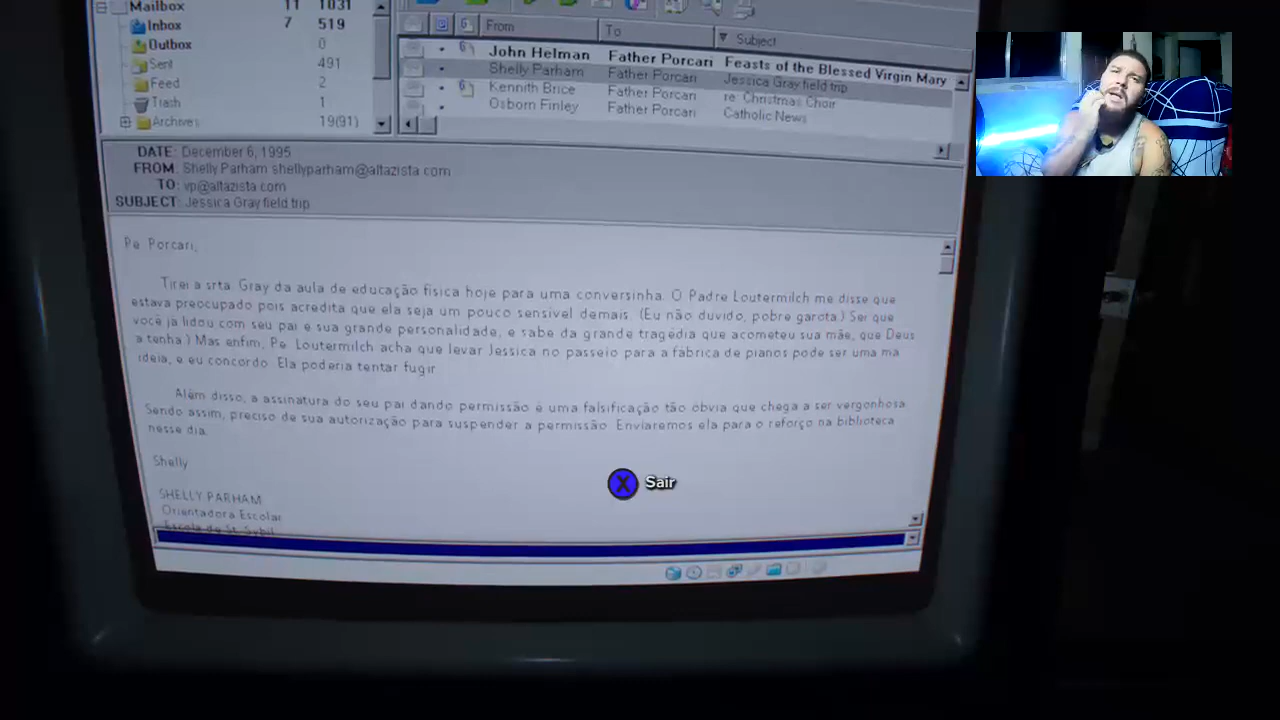 Mailbox 11 1031
Inbox 7 519
Outbox 0
Sent 491
Feed 2
Trash 1
Archives 19(91)
From To Subject
John Helman Father Porcari Feasts of the Blessed Virgin Mary
Shelly Parham Father Porcari Jessica Gray field trip
Kennith Brice Father Porcari re: Christmas Choir
Osborn Finley Father Porcari Catholic News
DATE: December 6, 1995
FROM: Shelly Parham shellyparham@altazista.com
TO: vp@altazista.com
SUBJECT: Jessica Gray field trip
Pe. Porcari,
Tirei a srta. Gray da aula de educação física hoje para uma conversinha. O Padre Loutermilch me disse que
estava preocupado pois acredita que ela seja um pouco sensível demais. (Eu não duvido, pobre garota.) Sei que
você já lidou com seu pai e sua grande personalidade, e sabe da grande tragédia que acometeu sua mãe, que Deus
a tenha.) Mas enfim, Pe. Loutermilch acha que levar Jessica no passeio para a fábrica de pianos pode ser uma má
ideia, e eu concordo. Ela poderia tentar fugir.
Além disso, a assinatura do seu pai dando permissão é uma falsificação tão óbvia que chega a ser vergonhosa.
Sendo assim, preciso de sua autorização para suspender a permissão. Enviaremos ela para o reforço na biblioteca
nesse dia.
Shelly
SHELLY PARHAM
Orientadora Escolar
Escola de St. Sybil
X Sair